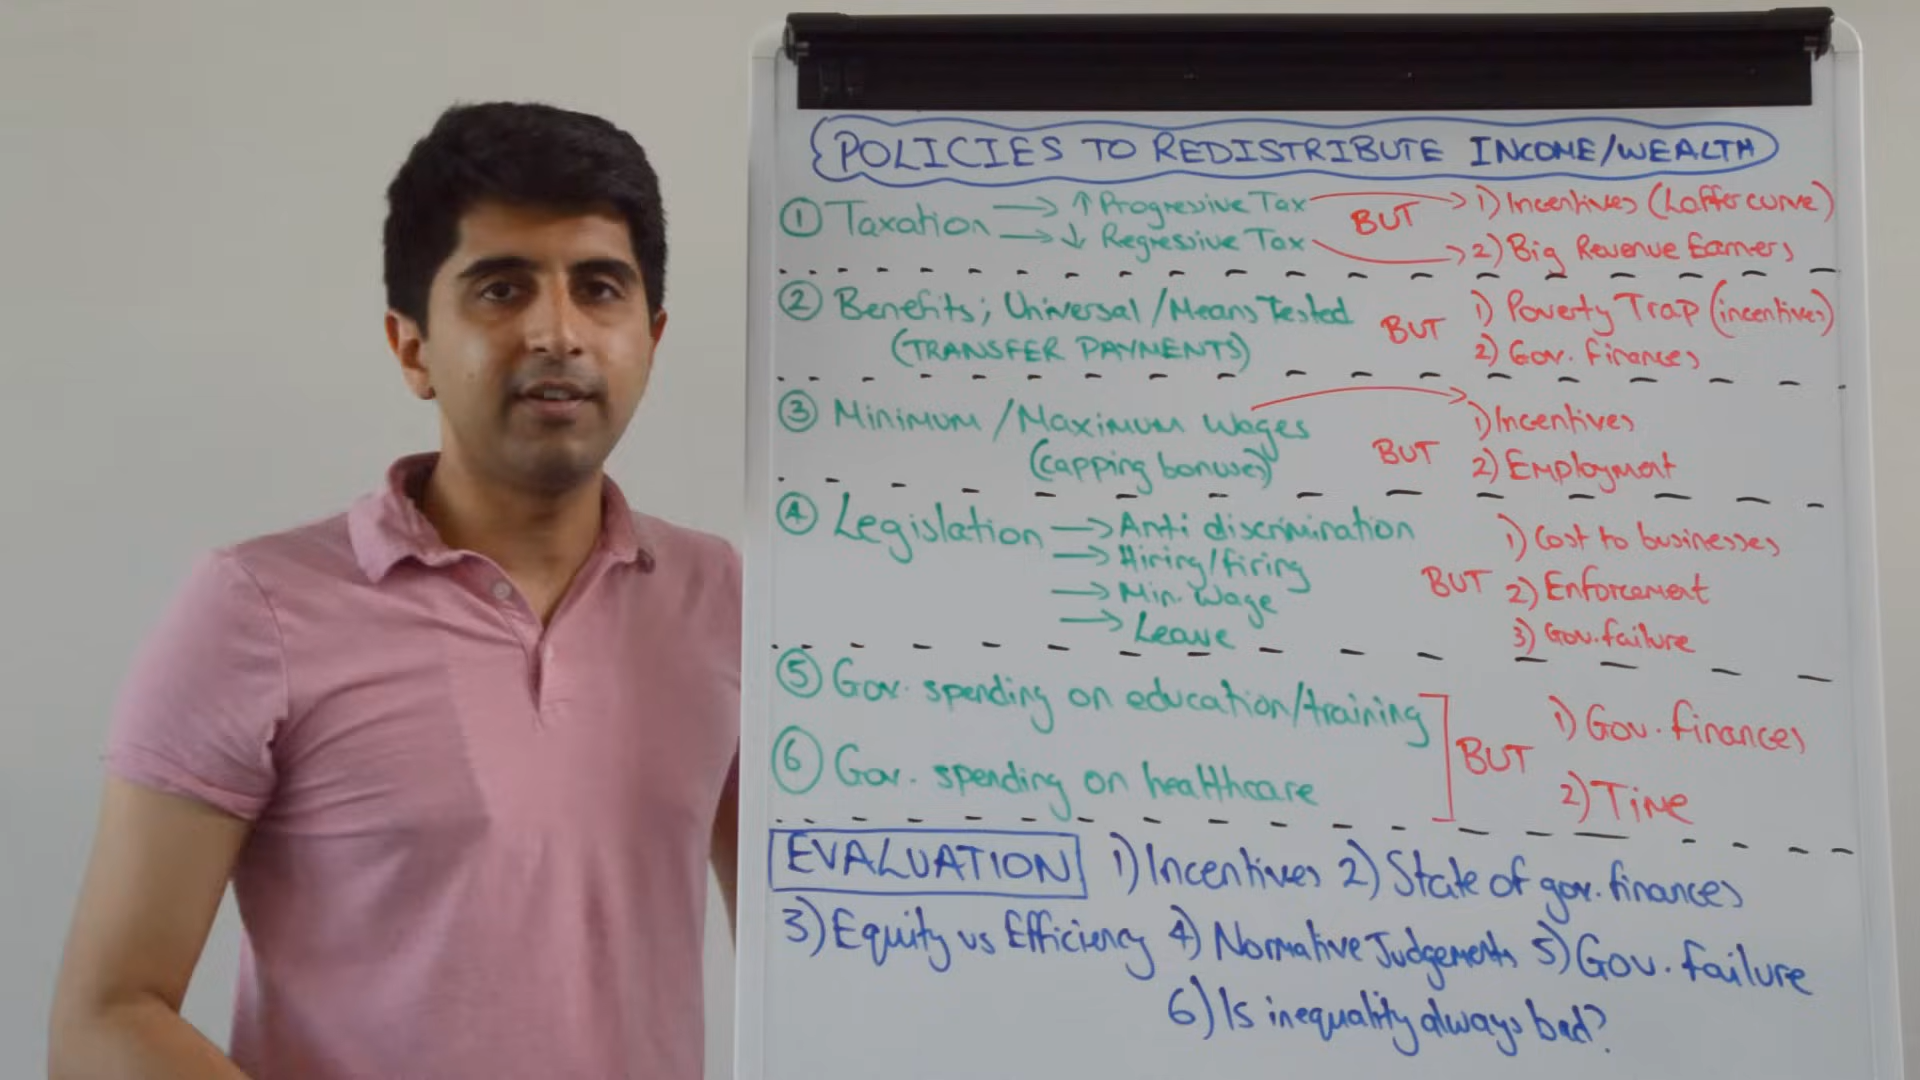 POLICIES TO REDISTRIBUTE INCOME/WEALTH
① Taxation → ↑ Progressive Tax BUT 1) Incentives (Laffer curve)
→ ↓ Regressive Tax 2) Big Revenue Earners
② Benefits; Universal/Means Tested BUT 1) Poverty Trap (incentives)
(TRANSFER PAYMENTS) 2) Gov. finances
③ Minimum/Maximum Wages BUT 1) Incentives
(capping bonuses) 2) Employment
④ Legislation → Anti discrimination BUT 1) Cost to businesses
→ Hiring/firing 2) Enforcement
→ Min. Wage 3) Gov. failure
→ Leave
⑤ Gov. spending on education/training BUT 1) Gov. finances
⑥ Gov. spending on healthcare 2) Time
EVALUATION 1) Incentives 2) State of gov. finances
3) Equity vs Efficiency 4) Normative Judgements 5) Gov. failure
6) Is inequality always bad?